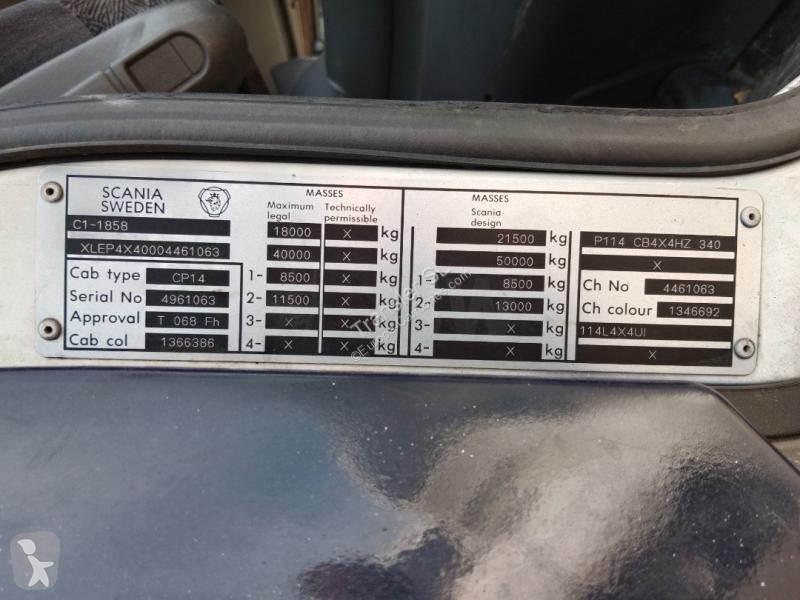 SCANIA
SWEDEN
C1-1858
XLEP4X40004461063
Cab type CP14
Serial No 4961063
Approval T 068 Fh
Cab col 1366386
MASSES
Maximum legal Technically permissible
18000 X kg
40000 X kg
1- 8500 X kg
2- 11500 X kg
3- X X kg
4- X X kg
MASSES
Scania design
21500 kg
50000 kg
1- 8500 kg
2- 13000 kg
3- X kg
4- X kg
P114 CB4X4HZ 340
X
Ch No 4461063
Ch colour 1346692
114L4X4UI
X